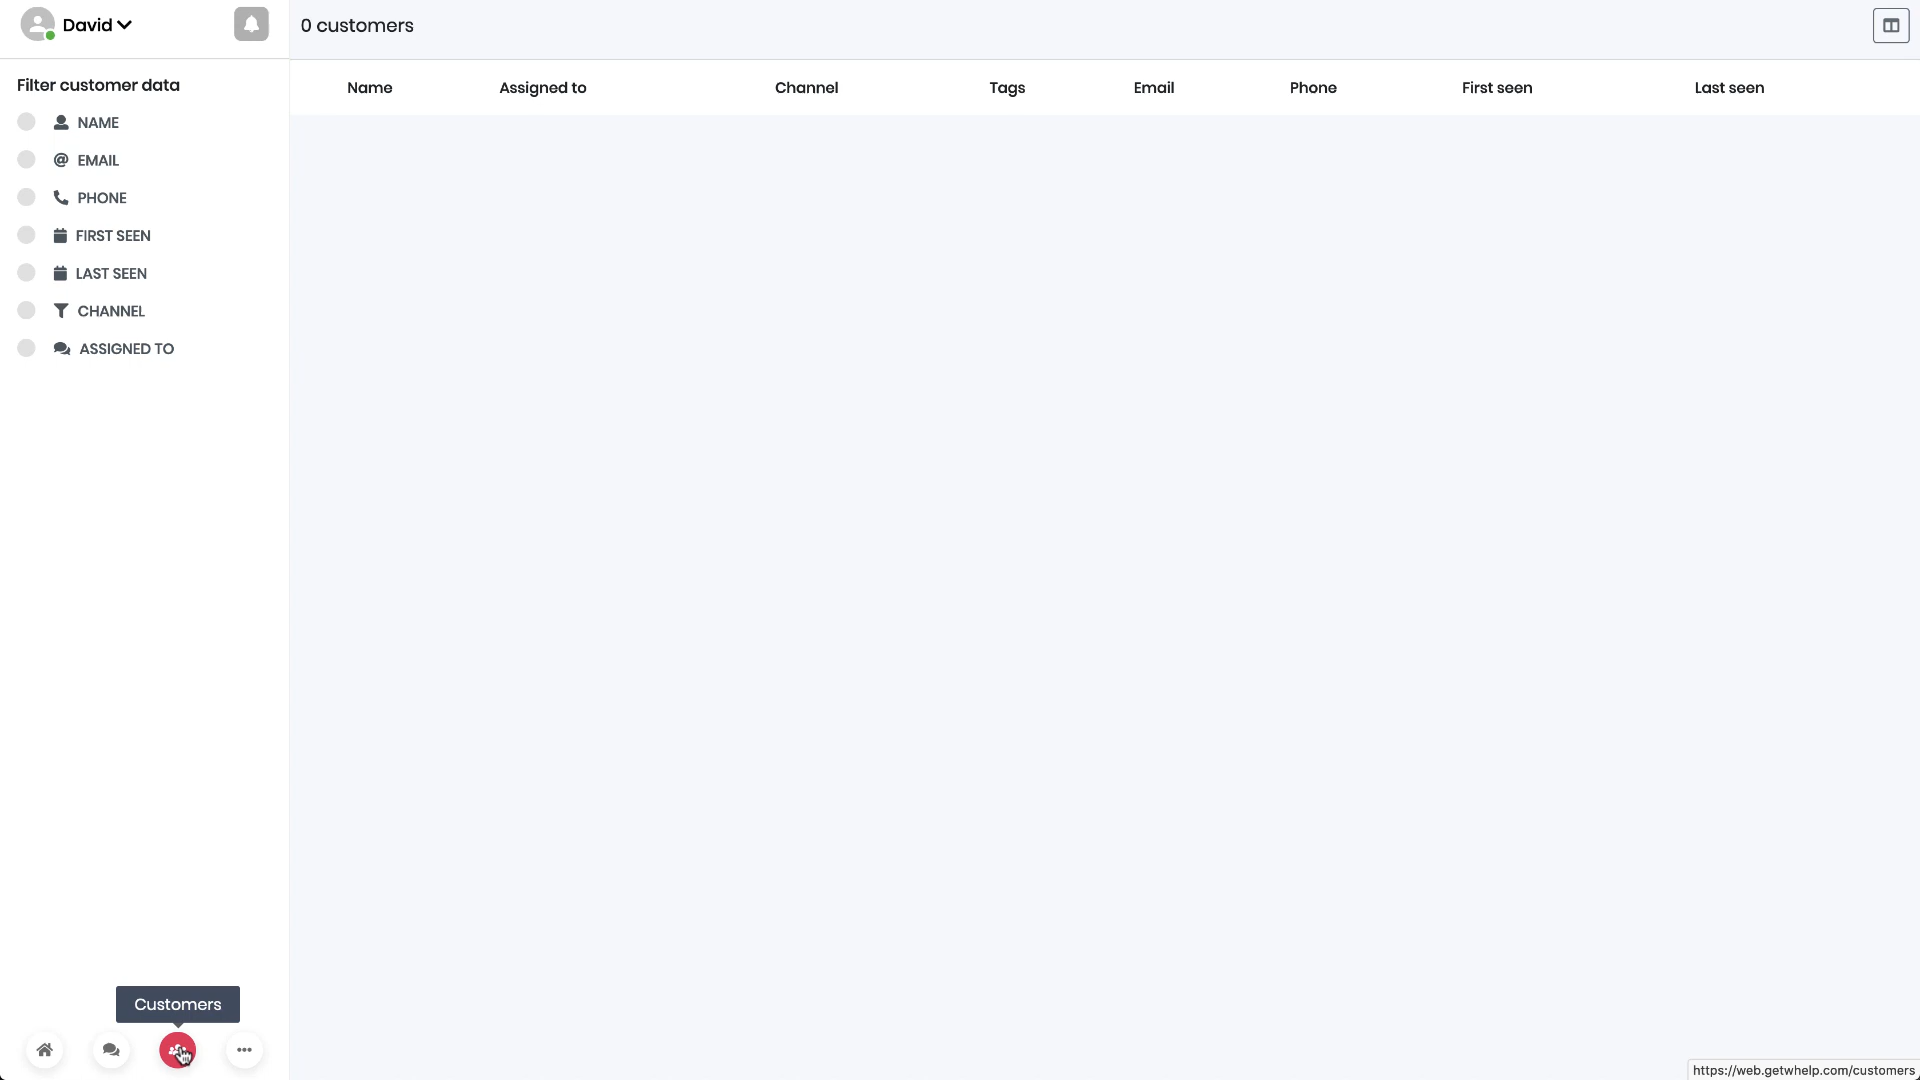 David
0 customers
Filter customer data
NAME
EMAIL
PHONE
FIRST SEEN
LAST SEEN
CHANNEL
ASSIGNED TO
Name Assigned to Channel Tags Email Phone First seen Last seen
Customers
https://web.getwhelp.com/customers